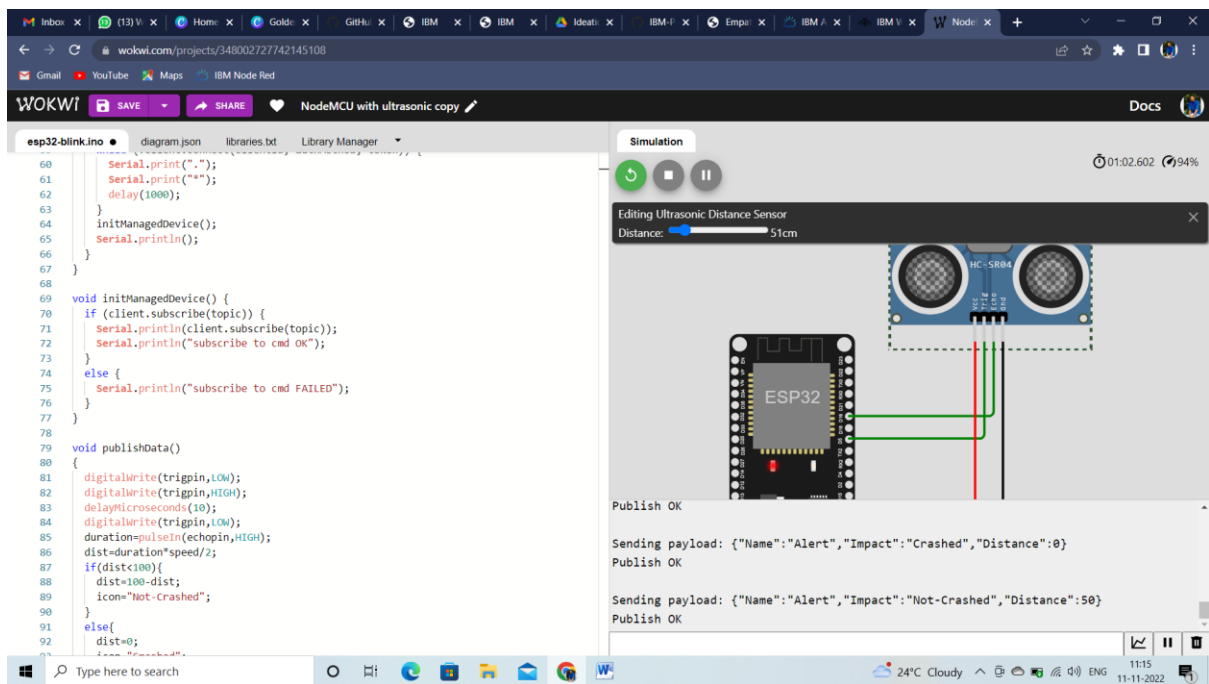 Inbox
(13) W
Home
Golde
GitHul
IBM
IBM
Ideatic
IBM-P
Empat
IBM A
IBM V
Nodel
wokwi.com/projects/348002727742145108
Gmail YouTube Maps IBM Node Red
WOKWI SAVE SHARE NodeMCU with ultrasonic copy Docs
esp32-blink.ino ● diagram.json libraries.txt Library Manager
60 Serial.print(".");
61 Serial.print("*");
62 delay(1000);
63 }
64 initManagedDevice();
65 Serial.println();
66 }
67 }
68
69 void initManagedDevice() {
70 if (client.subscribe(topic)) {
71 Serial.println(client.subscribe(topic));
72 Serial.println("subscribe to cmd OK");
73 }
74 else {
75 Serial.println("subscribe to cmd FAILED");
76 }
77 }
78
79 void publishData()
80 {
81 digitalWrite(trigpin,LOW);
82 digitalWrite(trigpin,HIGH);
83 delayMicroseconds(10);
84 digitalWrite(trigpin,LOW);
85 duration=pulseIn(echopin,HIGH);
86 dist=duration*speed/2;
87 if(dist<100){
88 dist=100-dist;
89 icon="Not-Crashed";
90 }
91 else{
92 dist=0;
Simulation
01:02.602 94%
Editing Ultrasonic Distance Sensor
Distance: 51cm
HC-SR04
Vcc
Trig
Echo
Gnd
ESP32
Publish OK
Sending payload: {"Name":"Alert","Impact":"Crashed","Distance":0}
Publish OK
Sending payload: {"Name":"Alert","Impact":"Not-Crashed","Distance":50}
Publish OK
Type here to search
24°C Cloudy
ENG
11:15
11-11-2022